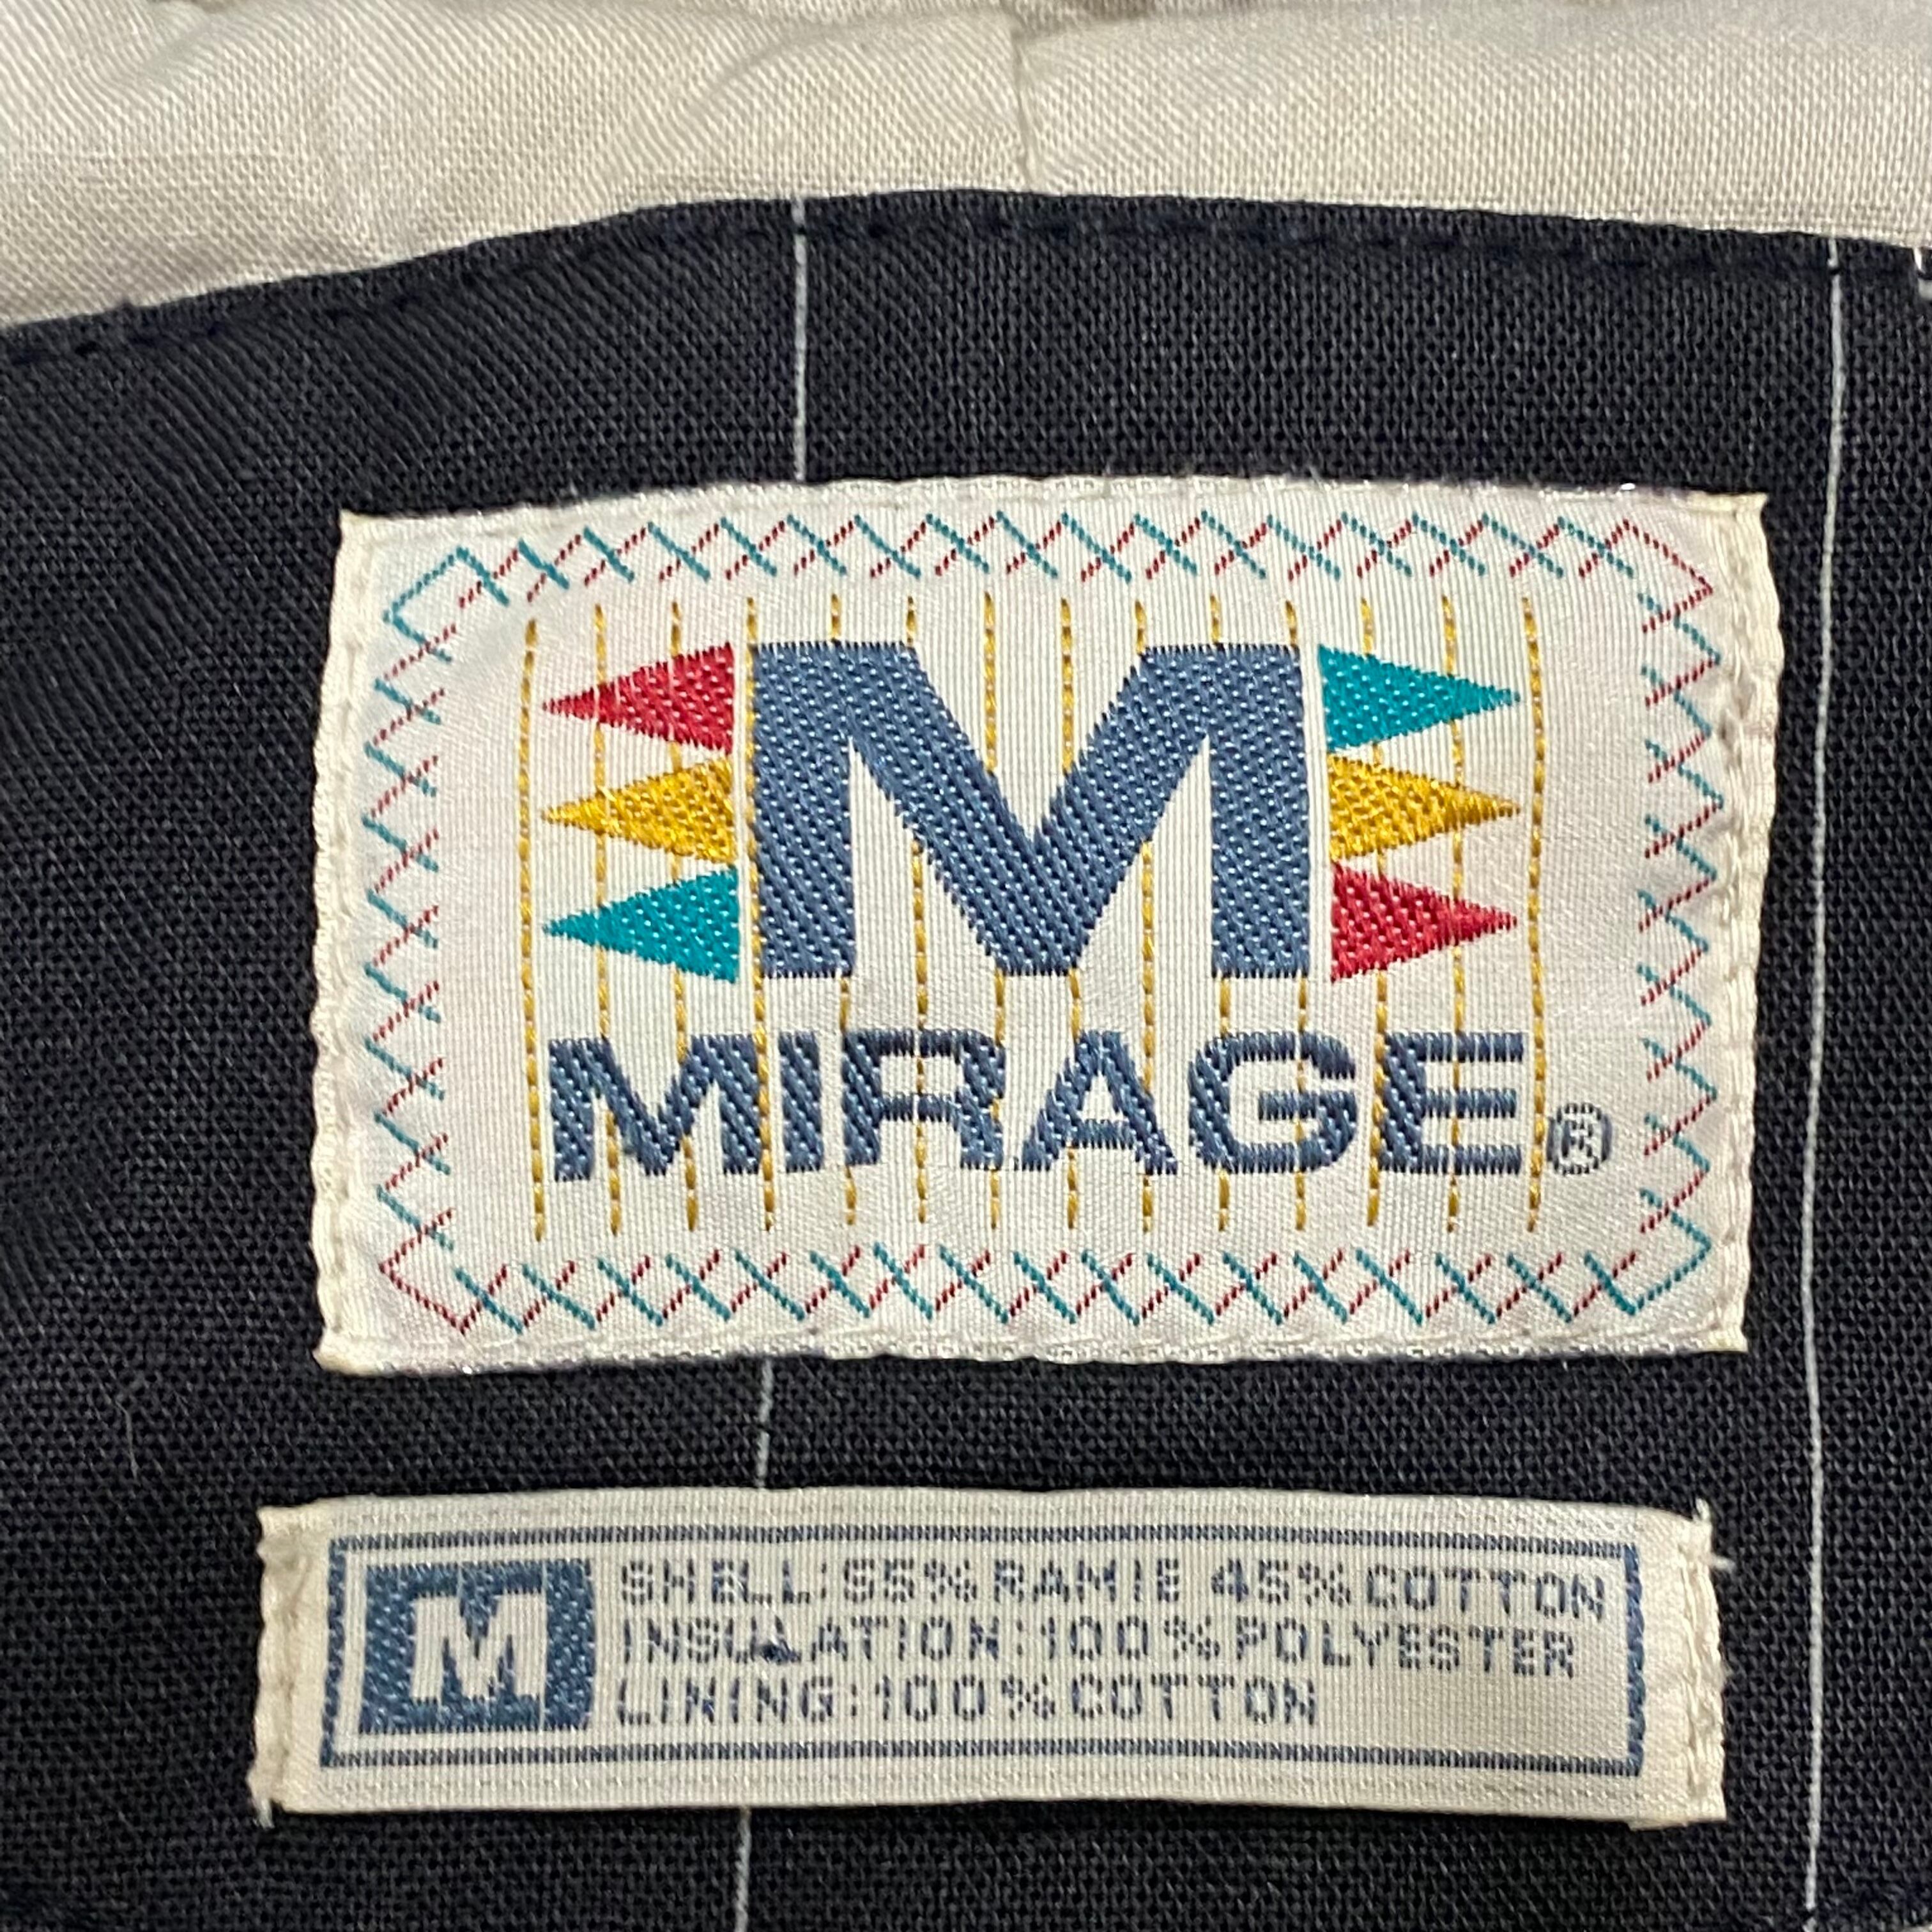 M
MIRAGE®
M
SHELL:55% RAMIE 45% COTTON
INSULATION:100% POLYESTER
LINING:100% COTTON